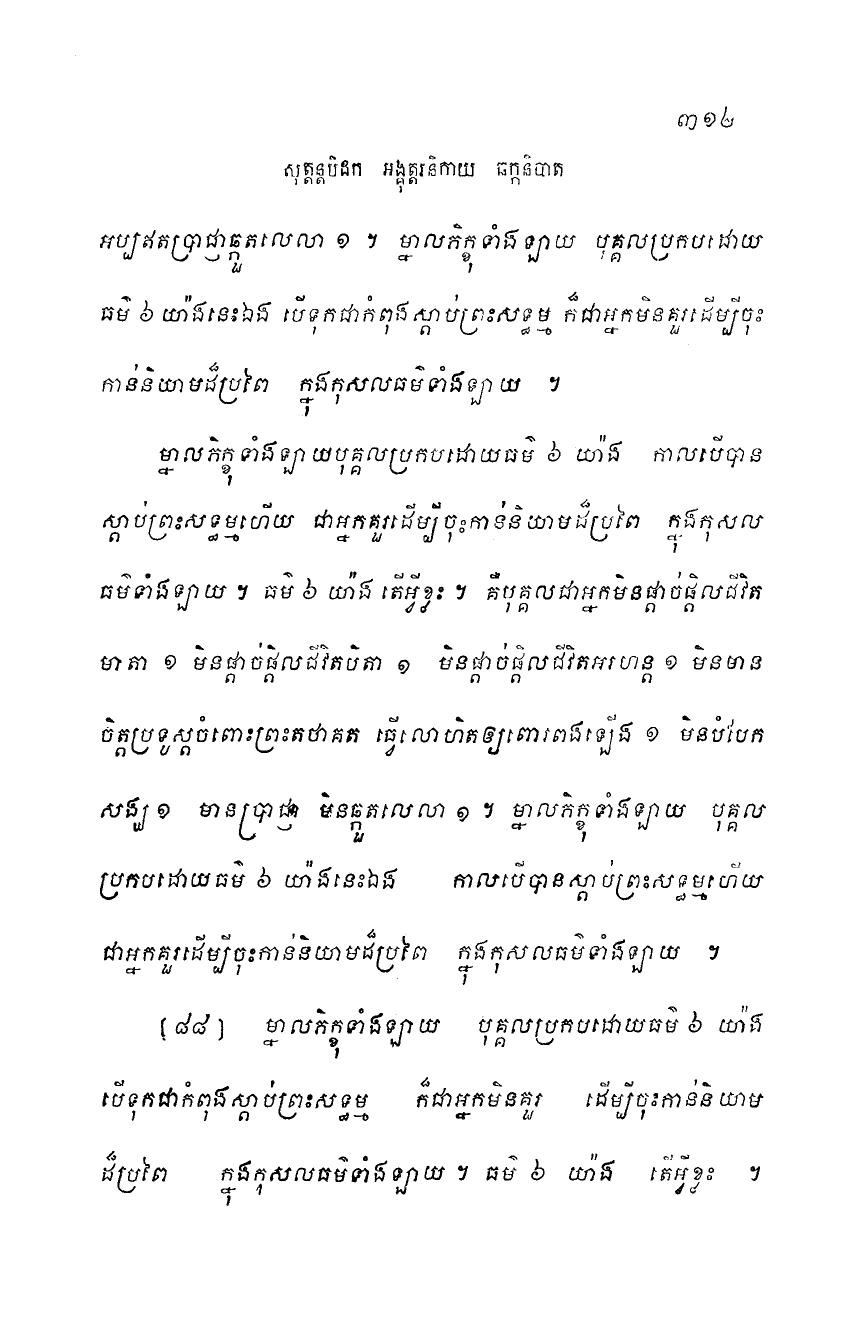 ៣១៤
សុត្តន្តបិដក អង្គុត្តរនិកាយ ឆក្កនិបាត
អប្បឥតប្រាជ្ញាឆ្កួតលេលា ១ ។ ម្នាលភិក្ខុទាំងឡាយ បុគ្គលប្រកបដោយ
ធម៌ ៦ យ៉ាងនេះឯង បើទុកជាកំពុងស្តាប់ព្រះសទ្ធម្ម ក៏ជាអ្នកមិនគួរដើម្បីចុះ
កាន់និយាមដ៏ប្រពៃ ក្នុងកុសលធម៌ទាំងឡាយ ។
ម្នាលភិក្ខុទាំងឡាយបុគ្គលប្រកបដោយធម៌ ៦ យ៉ាង កាលបើបាន
ស្តាប់ព្រះសទ្ធម្មហើយ ជាអ្នកគួរដើម្បីចុះកាន់និយាមដ៏ប្រពៃ ក្នុងកុសល
ធម៌ទាំងឡាយ ។ ធម៌ ៦ យ៉ាង តើអ្វីខ្លះ ។ គឺបុគ្គលជាអ្នកមិនផ្តាច់ផ្តិលជីវិត
មាតា ១ មិនផ្តាច់ផ្តិលជីវិតបិតា ១ មិនផ្តាច់ផ្តិលជីវិតអរហន្ត ១ មិនមាន
ចិត្តប្រទូស្តចំពោះព្រះតថាគត ធ្វើលោហិតឲ្យពោរពងឡើង ១ មិនបំបែក
សង្ឃ ១ មានប្រាជ្ញា មិនឆ្កួតលេលា ១ ។ ម្នាលភិក្ខុទាំងឡាយ បុគ្គល
ប្រកបដោយធម៌ ៦ យ៉ាងនេះឯង កាលបើបានស្តាប់ព្រះសទ្ធម្មហើយ
ជាអ្នកគួរដើម្បីចុះកាន់និយាមដ៏ប្រពៃ ក្នុងកុសលធម៌ទាំងឡាយ ។
(៨៨) ម្នាលភិក្ខុទាំងឡាយ បុគ្គលប្រកបដោយធម៌ ៦ យ៉ាង
បើទុកជាកំពុងស្តាប់ព្រះសទ្ធម្ម ក៏ជាអ្នកមិនគួរ ដើម្បីចុះកាន់និយាម
ដ៏ប្រពៃ ក្នុងកុសលធម៌ទាំងឡាយ ។ ធម៌ ៦ យ៉ាង តើអ្វីខ្លះ ។